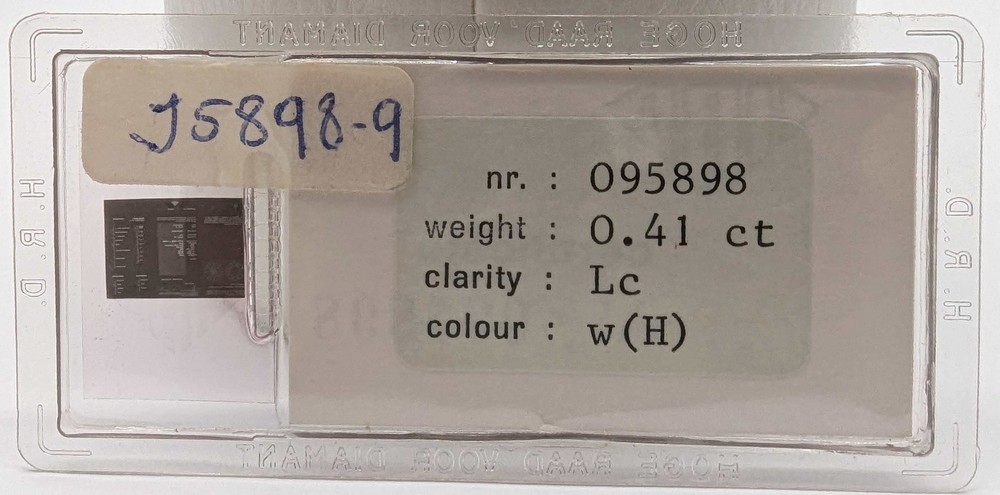 HOGE RAAD VOOR DIAMANT
J5898-9
nr. : 095898
weight : 0.41 ct
clarity : Lc
colour : w(H)
H.R.D.
H.R.D.
HOGE RAAD VOOR DIAMANT